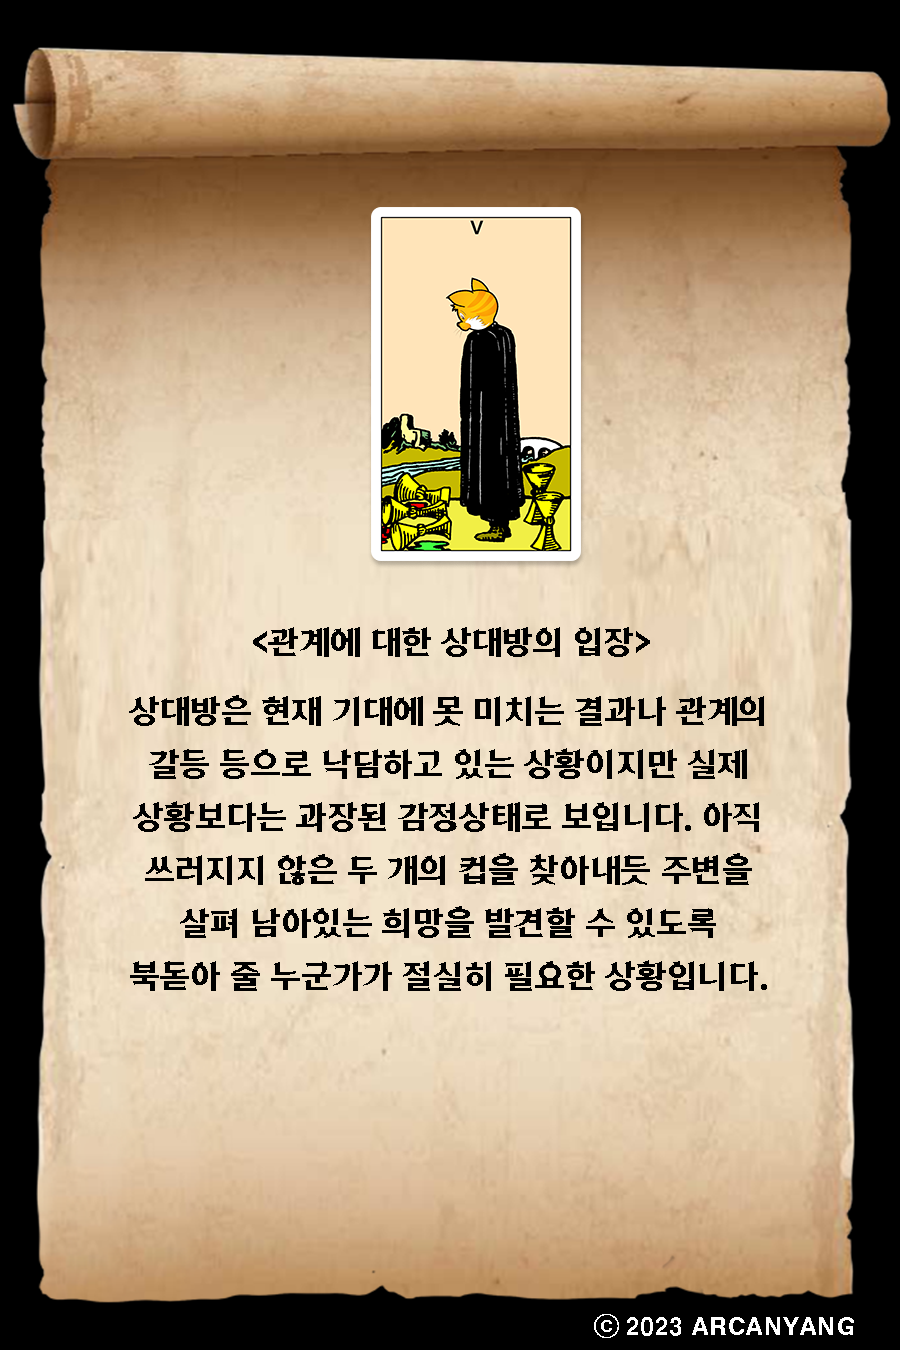 V
<관계에 대한 상대방의 입장>
상대방은 현재 기대에 못 미치는 결과나 관계의
갈등 등으로 낙담하고 있는 상황이지만 실제
상황보다는 과장된 감정상태로 보입니다. 아직
쓰러지지 않은 두 개의 컵을 찾아내듯 주변을
살펴 남아있는 희망을 발견할 수 있도록
북돋아 줄 누군가가 절실히 필요한 상황입니다.
© 2023 ARCANYANG